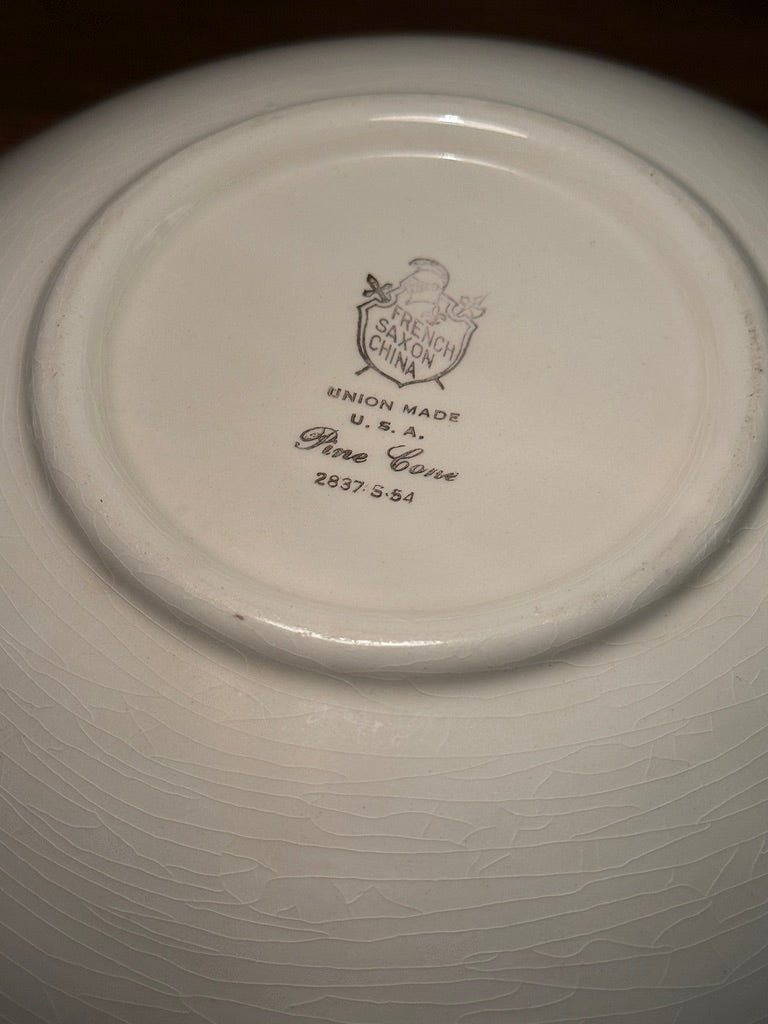 FRENCH
SAXON
CHINA
UNION MADE
U. S. A.
Pine Cone
2837-S-54